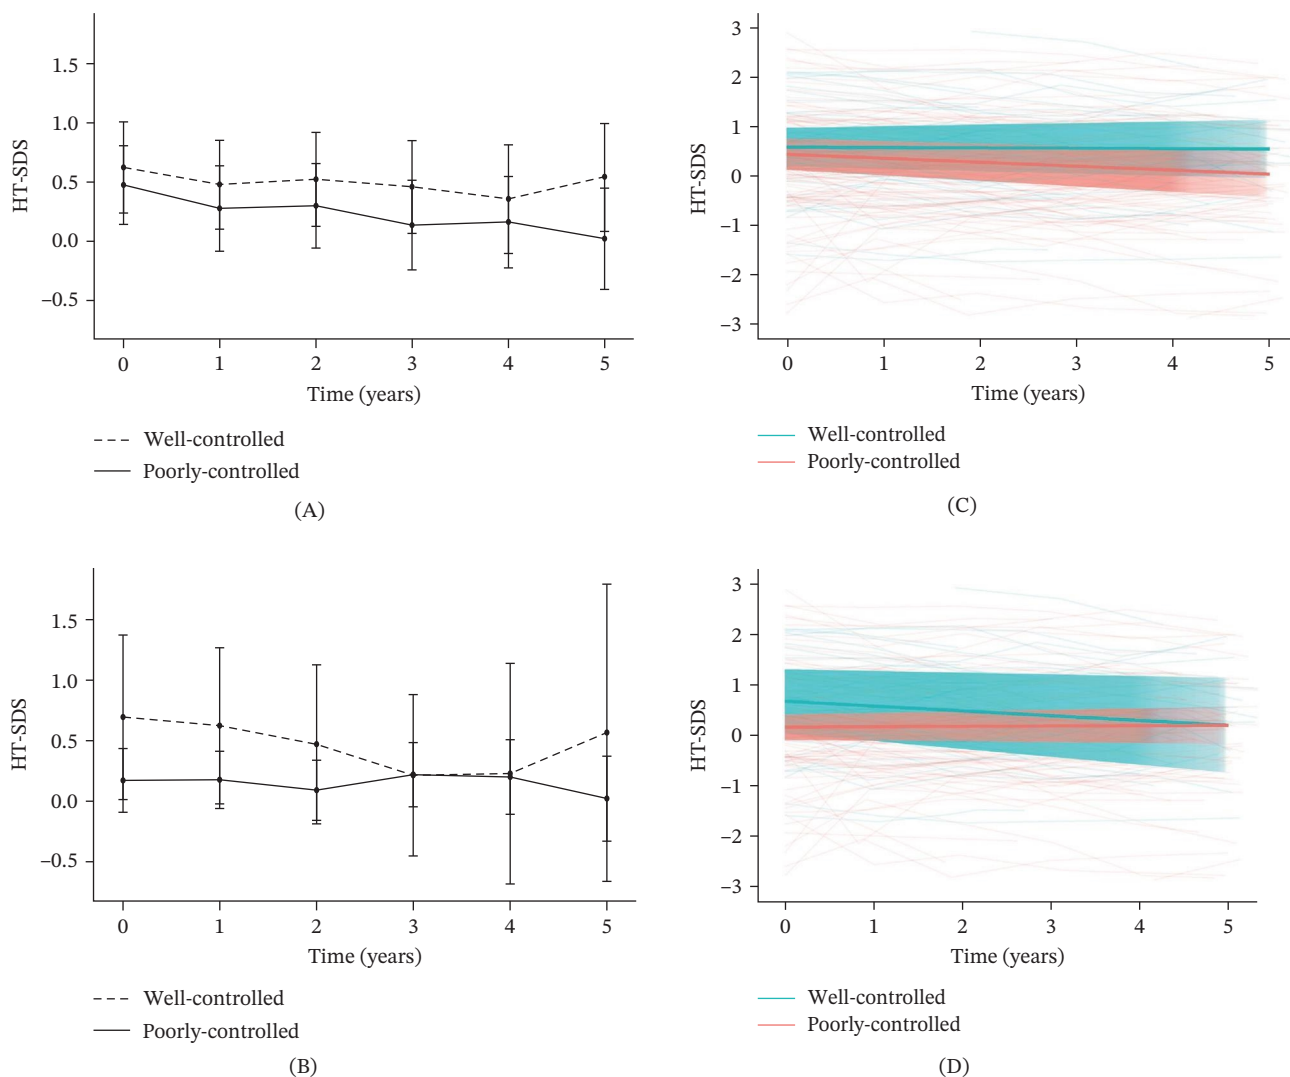 HT-SDS
1.5
1.0
0.5
0.0
−0.5
0 1 2 3 4 5
Time (years)
Well-controlled
Poorly-controlled
(A)
HT-SDS
3
2
1
0
−1
−2
−3
0 1 2 3 4 5
Time (years)
Well-controlled
Poorly-controlled
(C)
HT-SDS
1.5
1.0
0.5
0.0
−0.5
0 1 2 3 4 5
Time (years)
Well-controlled
Poorly-controlled
(B)
HT-SDS
3
2
1
0
−1
−2
−3
0 1 2 3 4 5
Time (years)
Well-controlled
Poorly-controlled
(D)